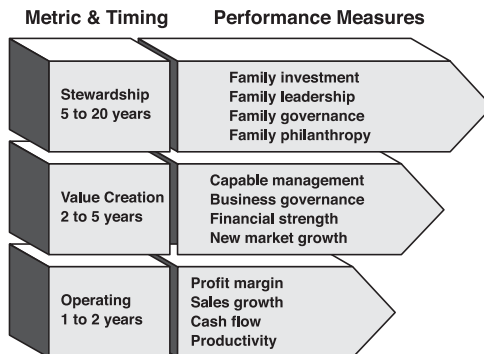 Metric & Timing
Performance Measures
Stewardship
5 to 20 years
Family investment
Family leadership
Family governance
Family philanthropy
Value Creation
2 to 5 years
Capable management
Business governance
Financial strength
New market growth
Operating
1 to 2 years
Profit margin
Sales growth
Cash flow
Productivity